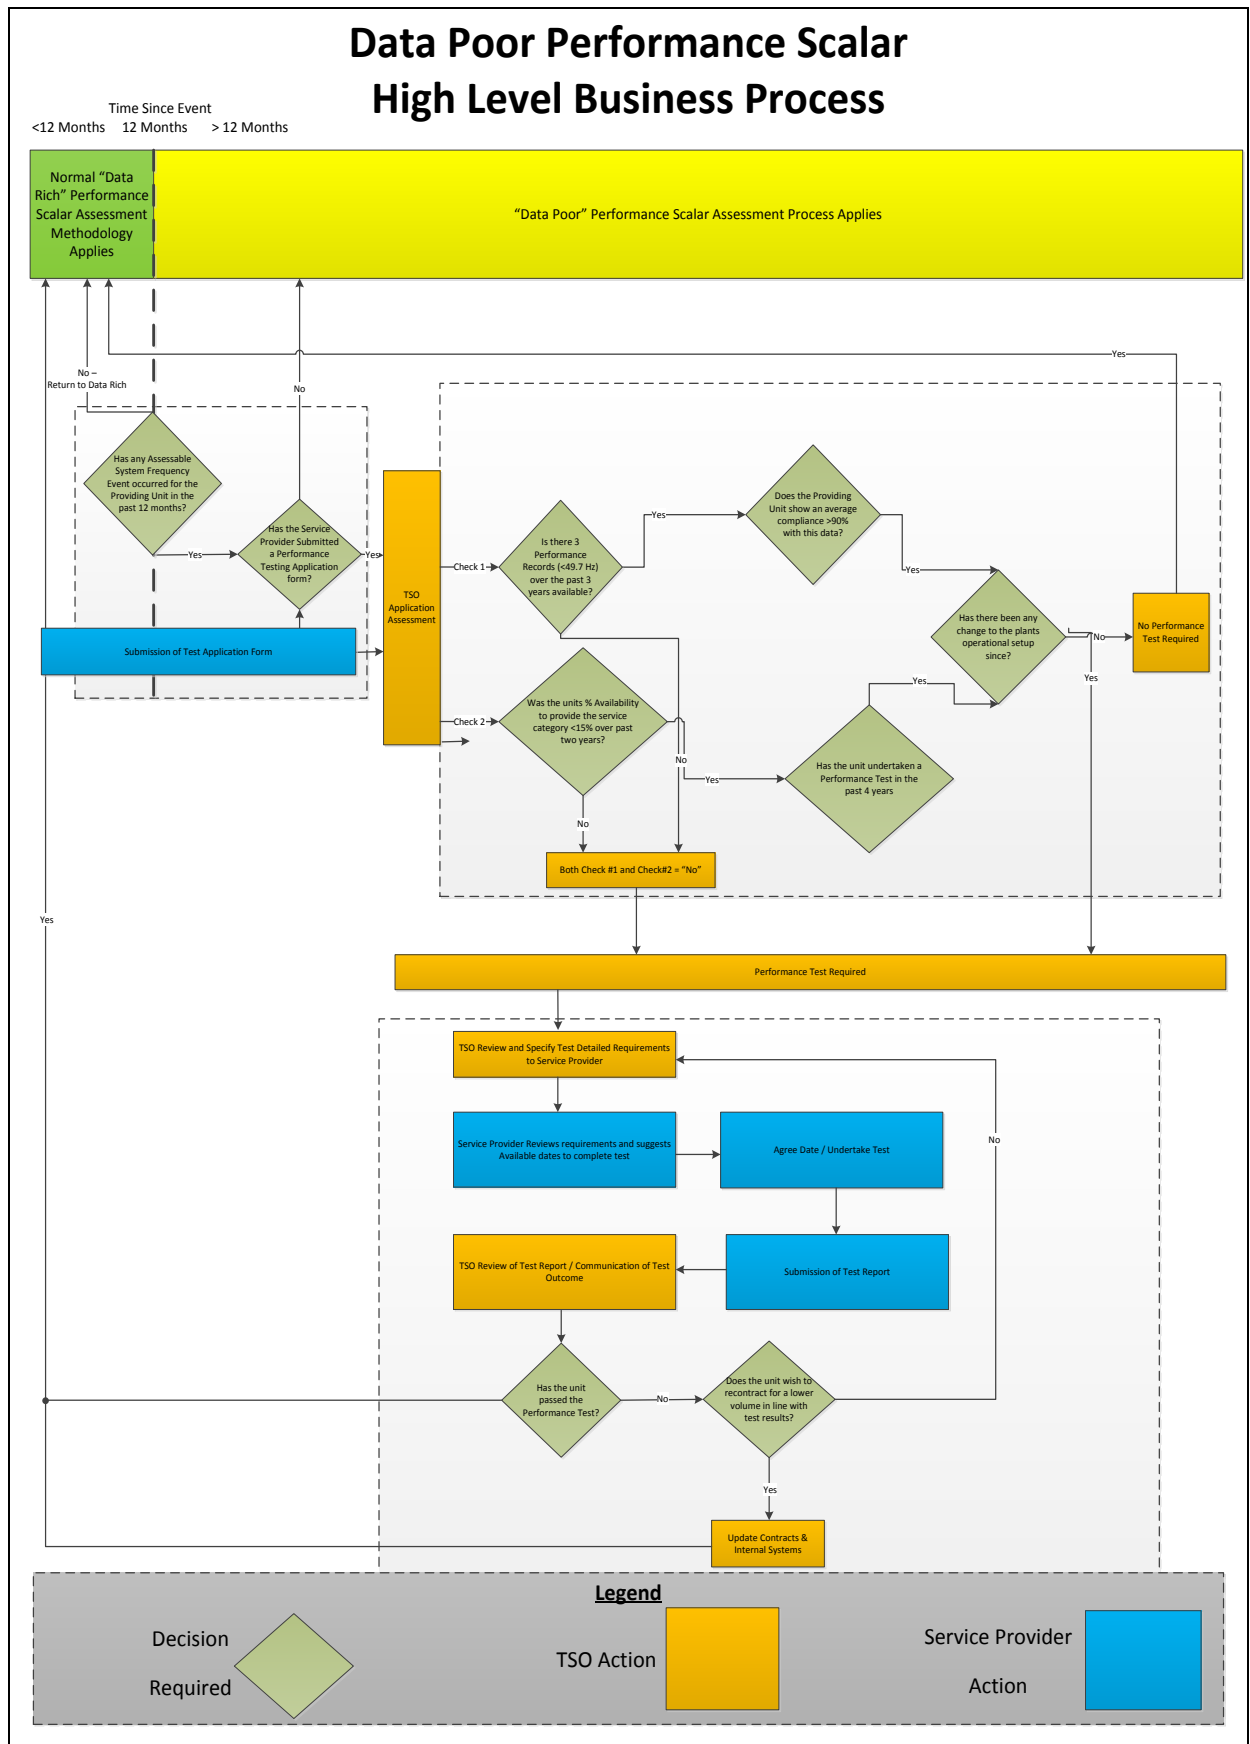 Data Poor Performance Scalar
High Level Business Process
Time Since Event
<12 Months 12 Months > 12 Months
Normal “Data
Rich” Performance
Scalar Assessment
Methodology
Applies
“Data Poor” Performance Scalar Assessment Process Applies
Yes
No –
Return to Data Rich
No
Has any Assessable
System Frequency
Event occurred for the
Providing Unit in the
past 12 months?
Yes
Has the Service
Provider Submitted
a Performance
Testing Application
form?
Yes
Submission of Test Application Form
TSO
Application
Assessment
Check 1
Is there 3
Performance
Records (<49.7 Hz)
over the past 3
years available?
Yes
Does the Providing
Unit show an average
compliance >90%
with this data?
Yes
Has there been any
change to the plants
operational setup
since?
No
No Performance
Test Required
Yes
Check 2
Was the units % Availability
to provide the service
category <15% over past
two years?
No
Yes
Has the unit undertaken a
Performance Test in the
past 4 years
Yes
No
Both Check #1 and Check#2 = “No”
Yes
Performance Test Required
TSO Review and Specify Test Detailed Requirements
to Service Provider
Service Provider Reviews requirements and suggests
Available dates to complete test
Agree Date / Undertake Test
No
TSO Review of Test Report / Communication of Test
Outcome
Submission of Test Report
Has the unit
passed the
Performance Test?
No
Does the unit wish to
recontract for a lower
volume in line with
test results?
Yes
Update Contracts &
Internal Systems
Legend
Decision
Required
TSO Action
Service Provider
Action